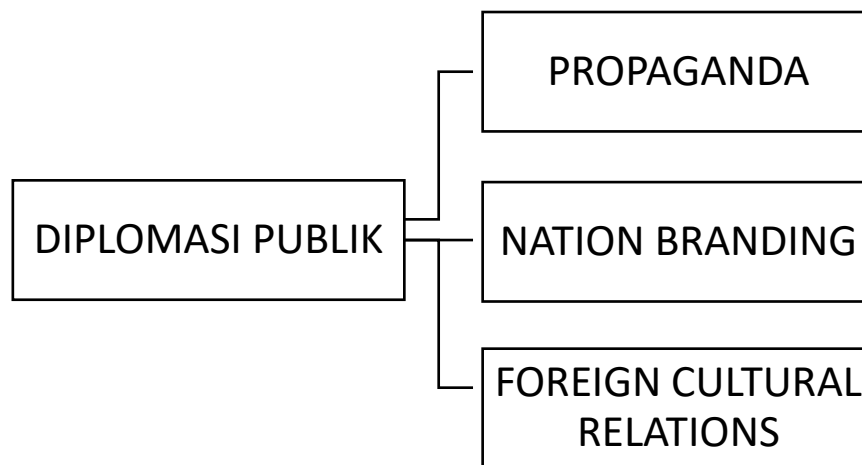 PROPAGANDA
DIPLOMASI PUBLIK
NATION BRANDING
FOREIGN CULTURAL
RELATIONS